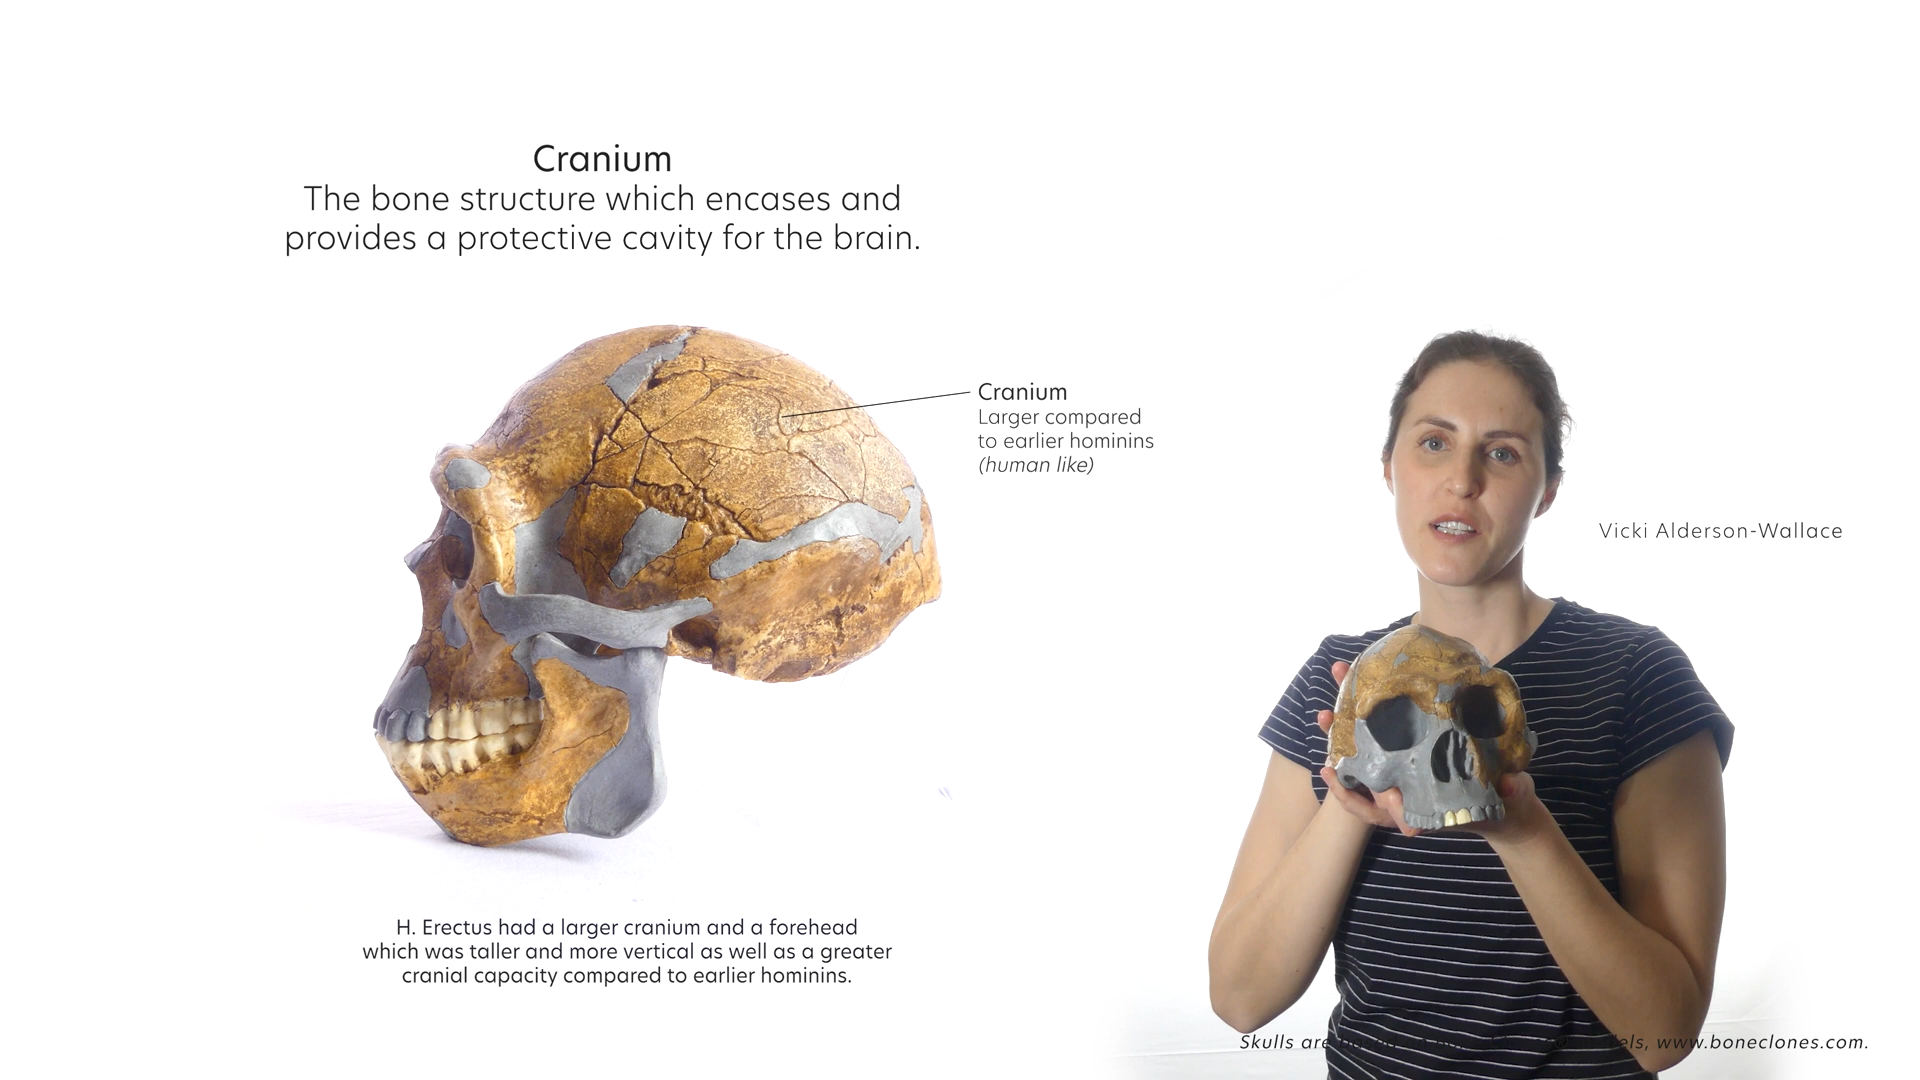 Cranium
The bone structure which encases and
provides a protective cavity for the brain.
Cranium
Larger compared
to earlier hominins
(human like)
Vicki Alderson-Wallace
H. Erectus had a larger cranium and a forehead
which was taller and more vertical as well as a greater
cranial capacity compared to earlier hominins.
Skulls are www.boneclones.com.